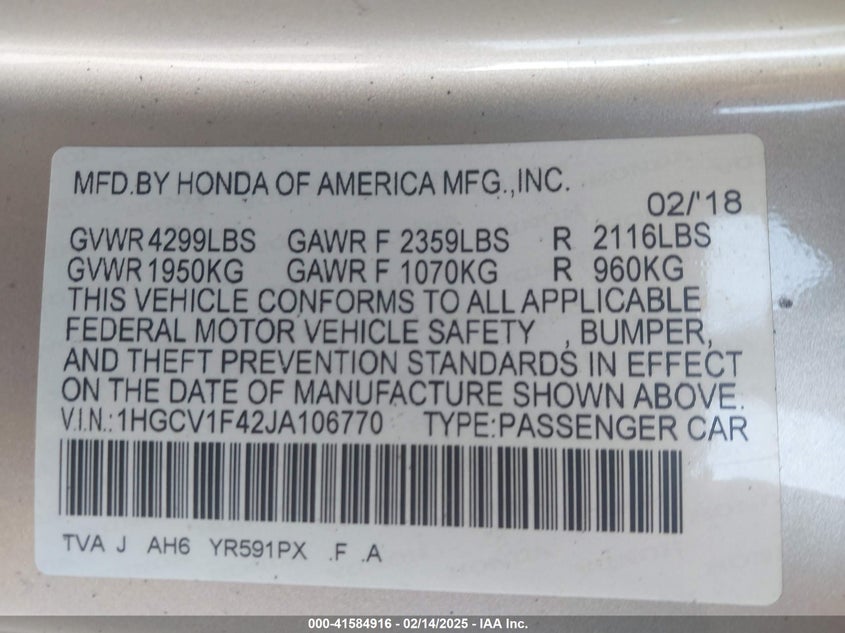 MFD.BY HONDA OF AMERICA MFG.,INC.
02/'18
GVWR 4299LBS GAWR F 2359LBS R 2116LBS
GVWR 1950KG GAWR F 1070KG R 960KG
THIS VEHICLE CONFORMS TO ALL APPLICABLE
FEDERAL MOTOR VEHICLE SAFETY , BUMPER,
AND THEFT PREVENTION STANDARDS IN EFFECT
ON THE DATE OF MANUFACTURE SHOWN ABOVE.
V.I.N.:1HGCV1F42JA106770 TYPE:PASSENGER CAR
TVA J AH6 YR591PX .F .A
000-41584916 - 02/14/2025 - IAA Inc.